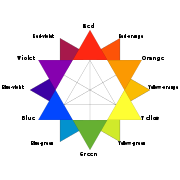 Red
Red-violet
Red-orange
Violet
Orange
Blue-violet
Yellow-orange
Blue
Yellow
Blue-green
Yellow-green
Green